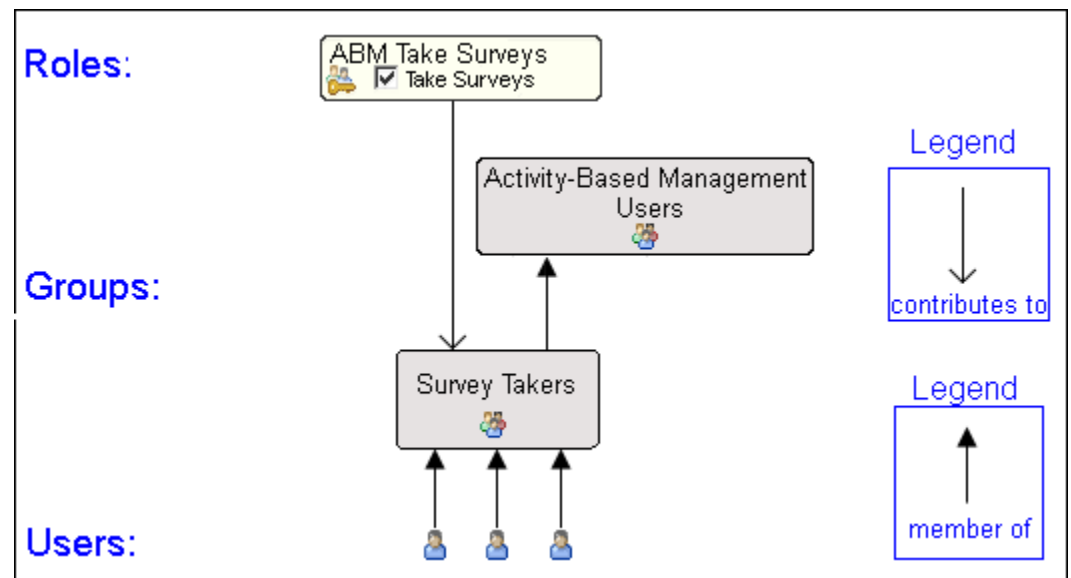 Roles:
ABM Take Surveys
Take Surveys
Legend
Activity-Based Management
Users
Groups:
contributes to
Survey Takers
Legend
member of
Users: